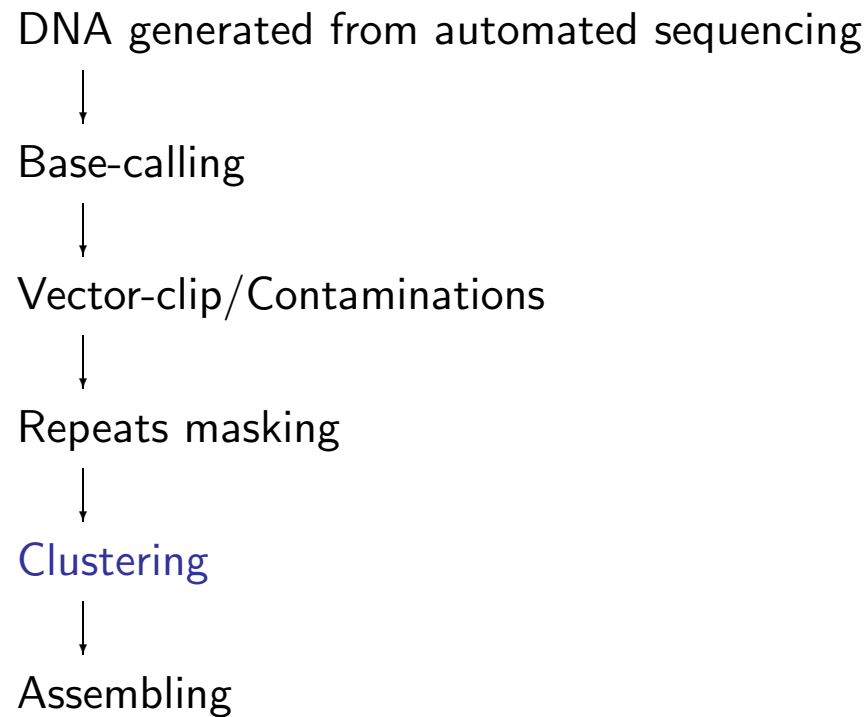 DNA generated from automated sequencing
Base-calling
Vector-clip/Contaminations
Repeats masking
Clustering
Assembling